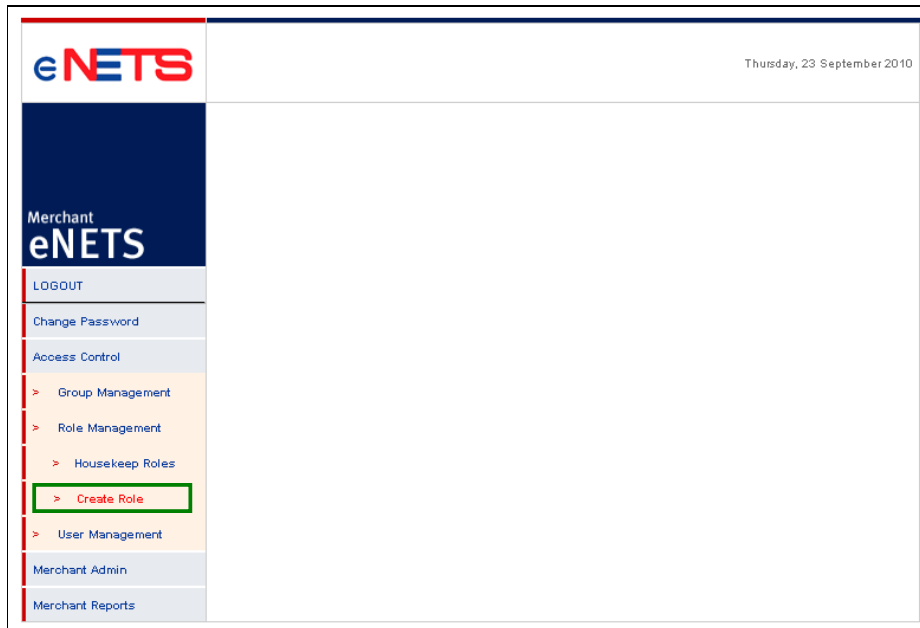 eNETS
Thursday, 23 September 2010
Merchant
eNETS
LOGOUT
Change Password
Access Control
> Group Management
> Role Management
> Housekeep Roles
> Create Role
> User Management
Merchant Admin
Merchant Reports